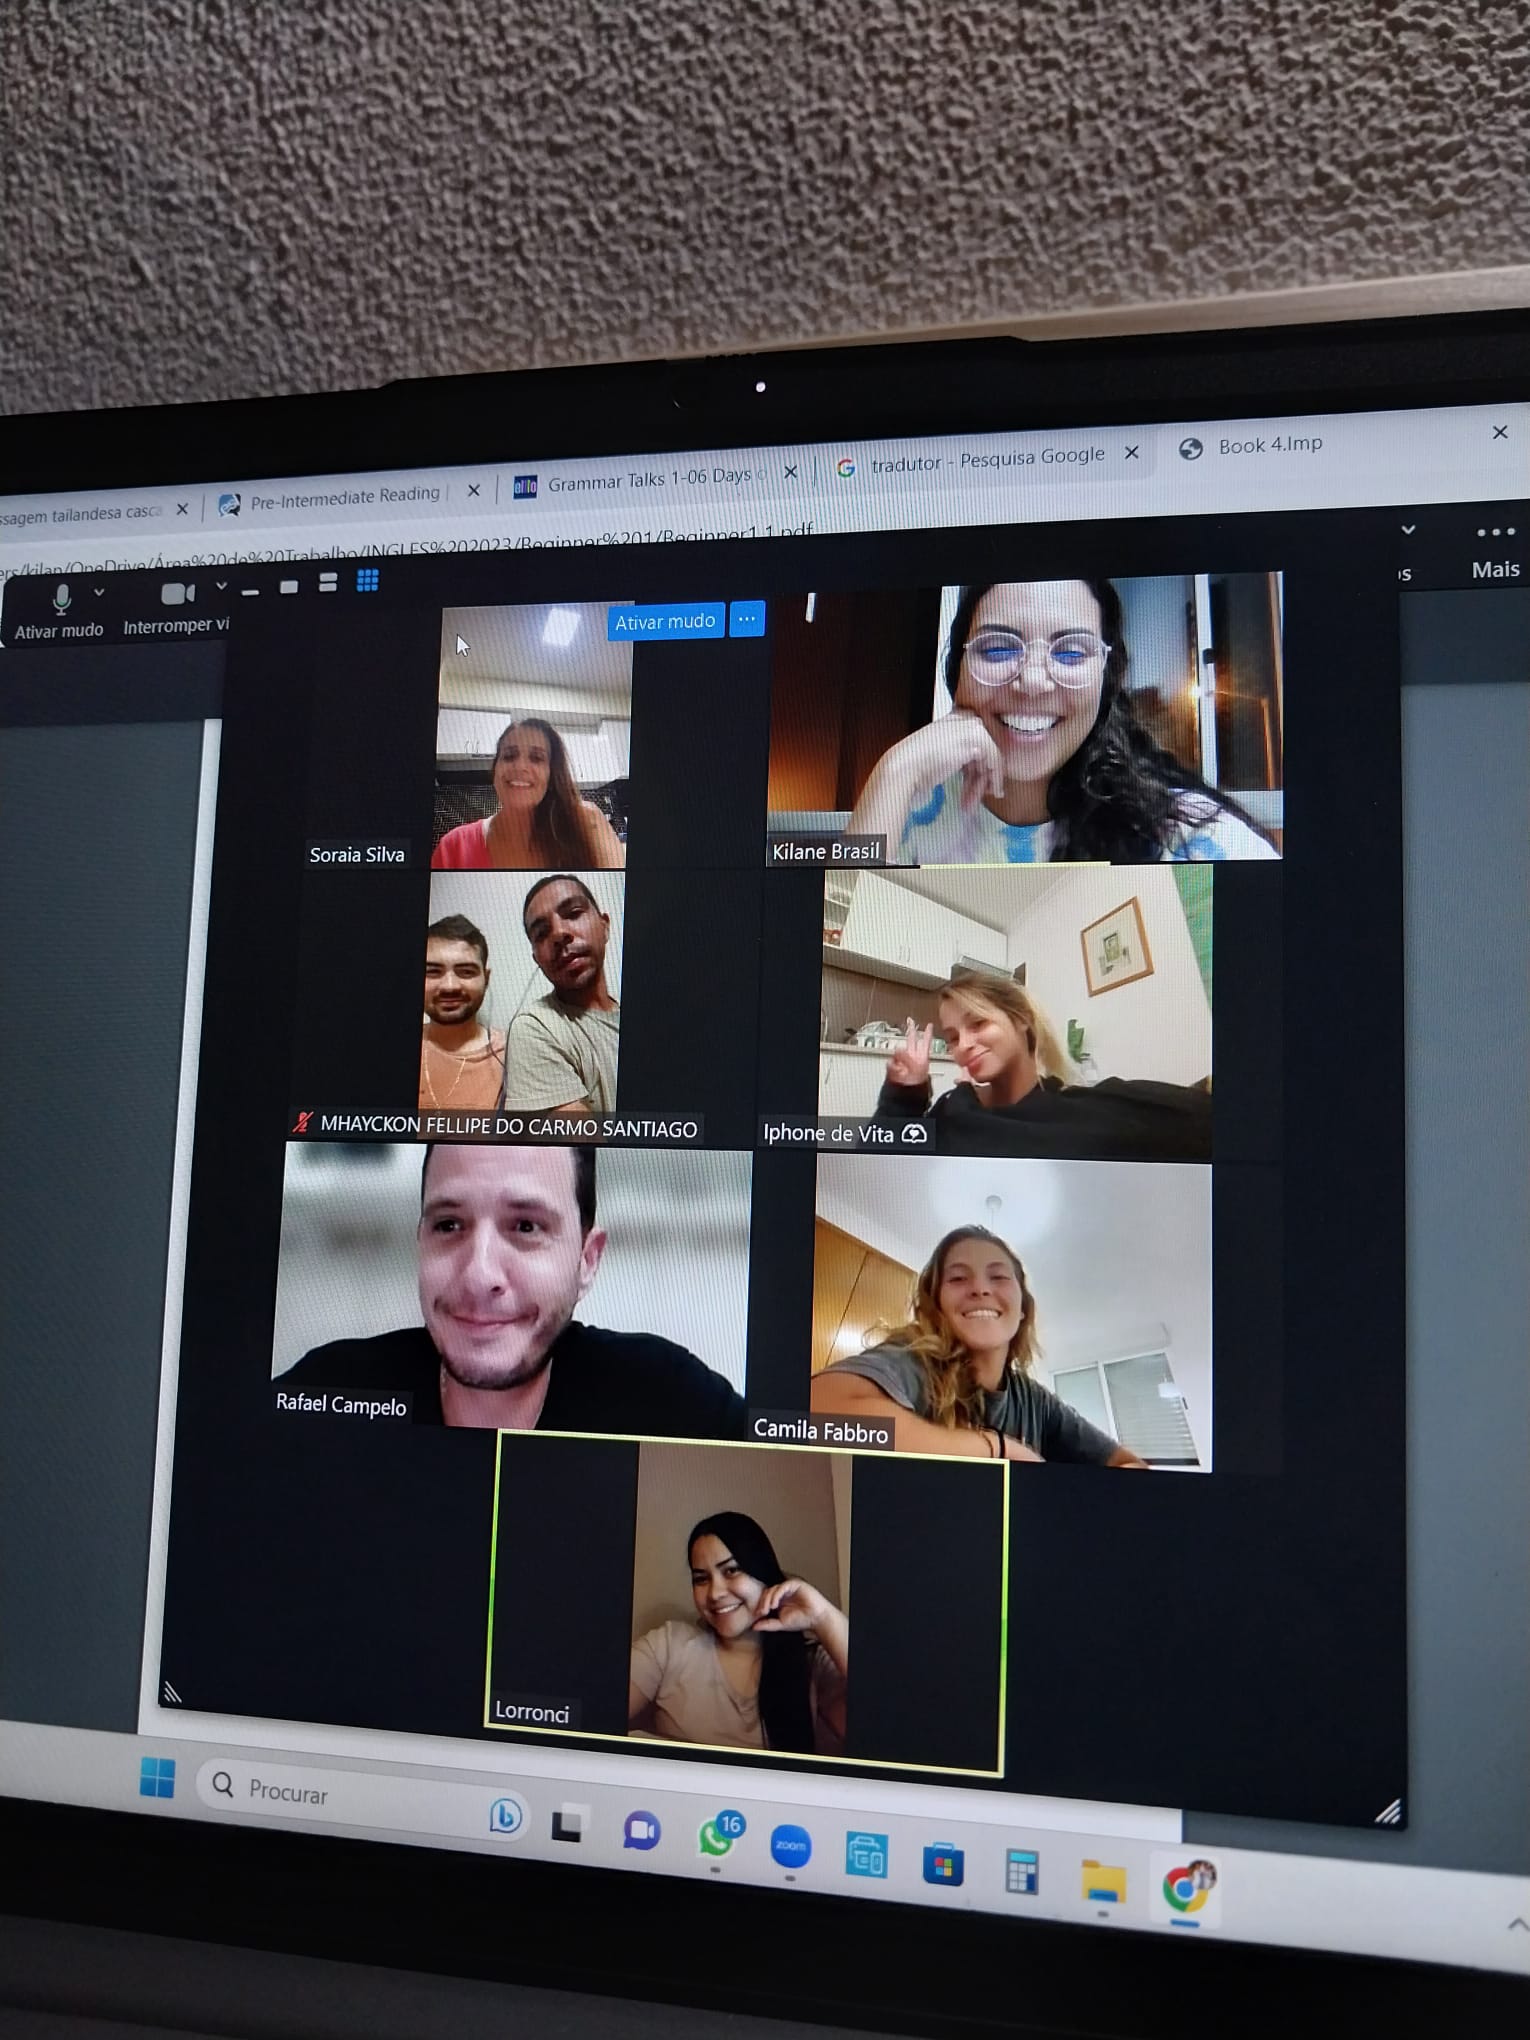 ssagem tailandesa casca
Pre-Intermediate Reading
elllo Grammar Talks 1-06 Days o
tradutor - Pesquisa Google
Book 4.lmp
ers/kilan/OneDrive/Área%20de%20Trabalho/INGLES%202023/Beginner%201/Beginner1.1.pdf
Ativar mudo
Interromper ví
Mais
Ativar mudo
Soraia Silva
Kilane Brasil
MHAYCKON FELLIPE DO CARMO SANTIAGO
Iphone de Vita
Rafael Campelo
Camila Fabbro
Lorronci
Procurar
16
zoom